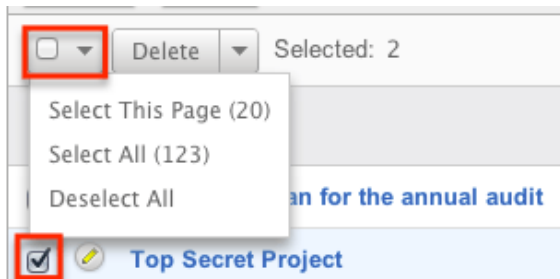 Delete Selected: 2
Select This Page (20)
Select All (123)
Deselect All
an for the annual audit
Top Secret Project